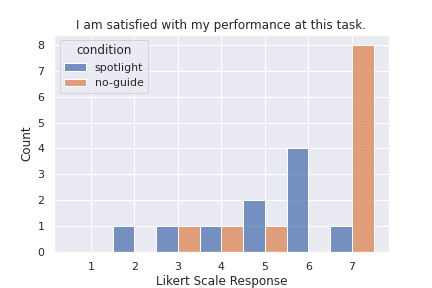 I am satisfied with my performance at this task.
condition
spotlight
no-guide
8
7
6
5
4
3
2
1
0
Count
1 2 3 4 5 6 7
Likert Scale Response